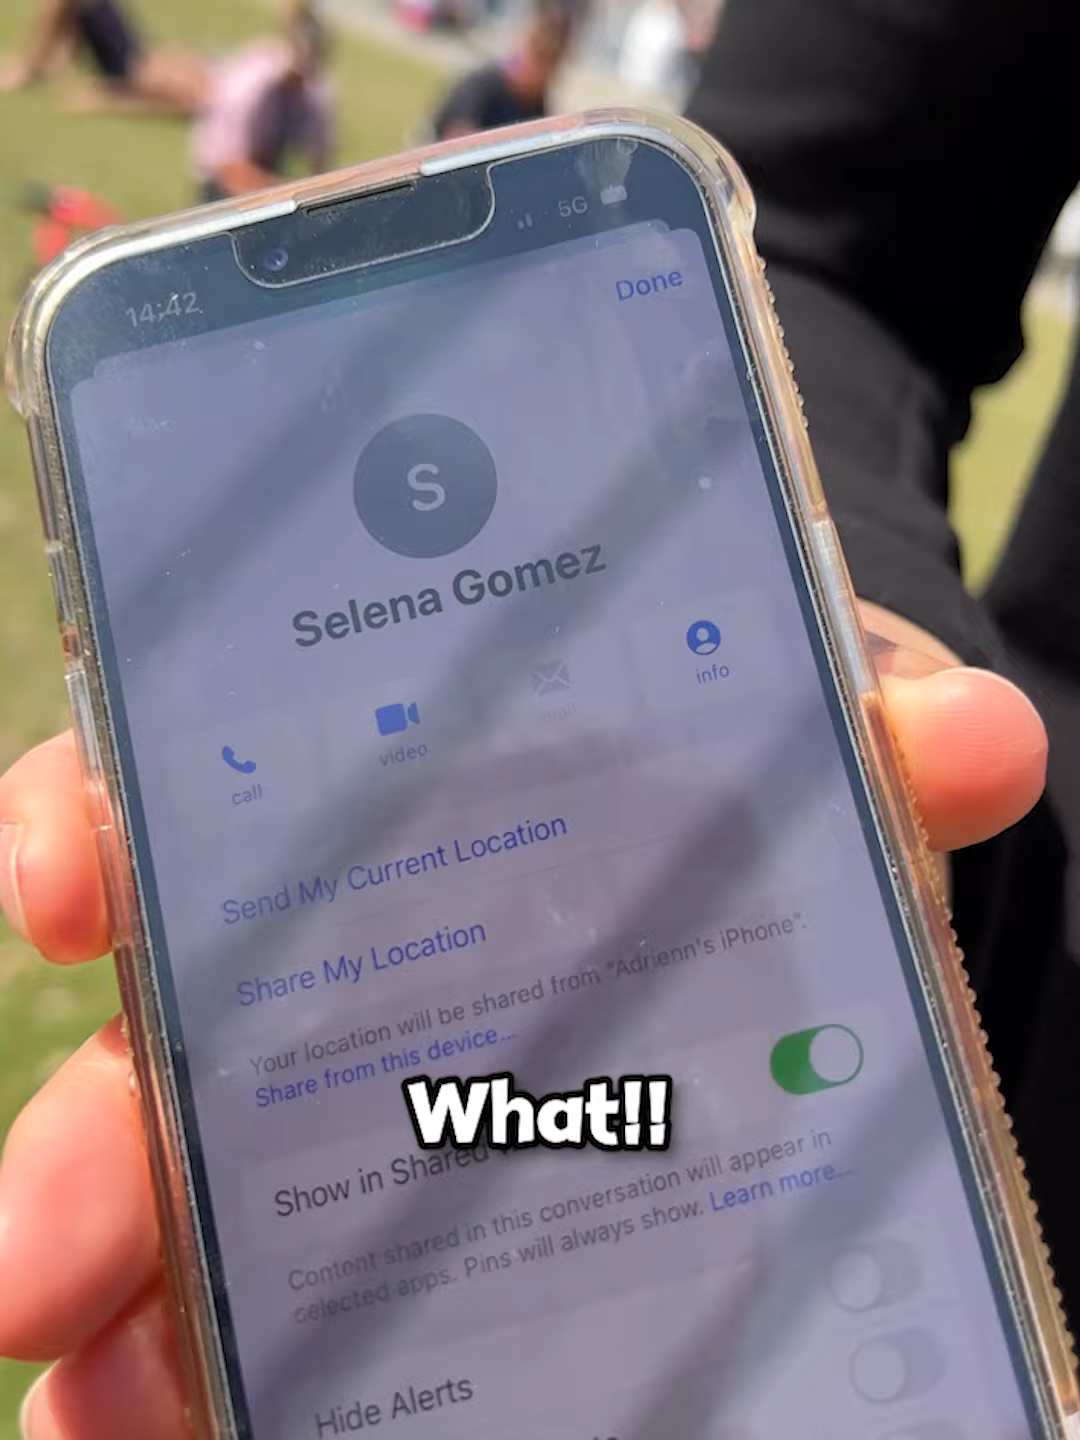 14:42
5G
Done
S
Selena Gomez
call
video
mail
info
Send My Current Location
Share My Location
Your location will be shared from "Adrienn's iPhone".
Share from this device...
What!!
Show in Shared
Content shared in this conversation will appear in
selected apps. Pins will always show. Learn more...
Hide Alerts